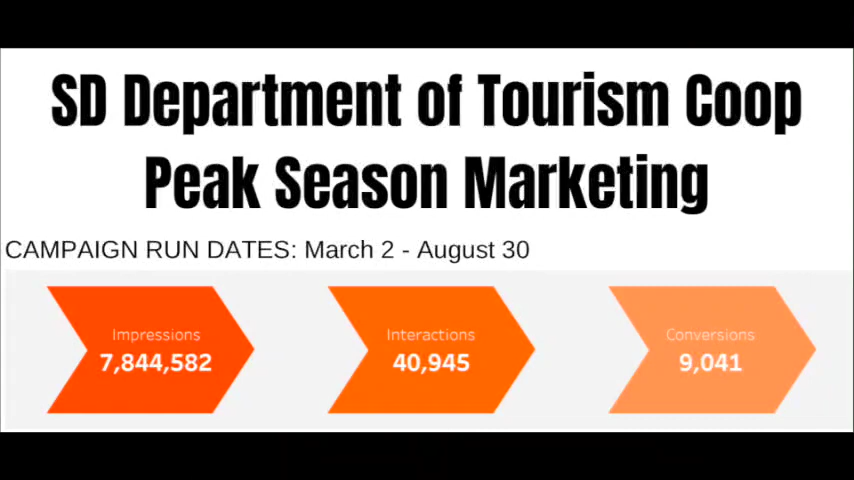 SD Department of Tourism Coop
Peak Season Marketing
CAMPAIGN RUN DATES: March 2 - August 30
Impressions
7,844,582
Interactions
40,945
Conversions
9,041